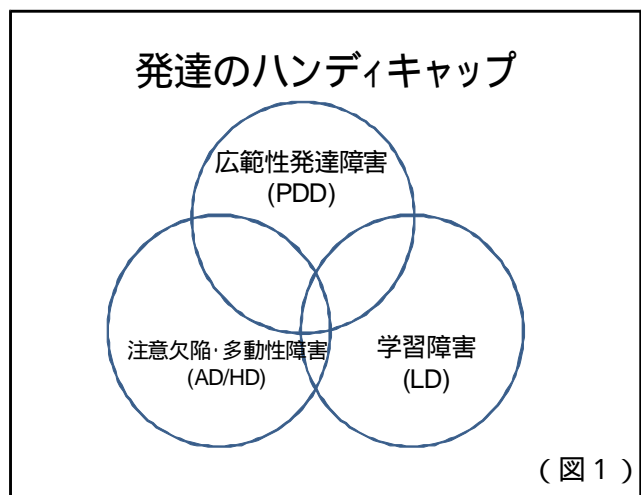 発達のハンディキャップ
広範性発達障害
(PDD)
注意欠陥･多動性障害
(AD/HD)
学習障害
(LD)
(図1)